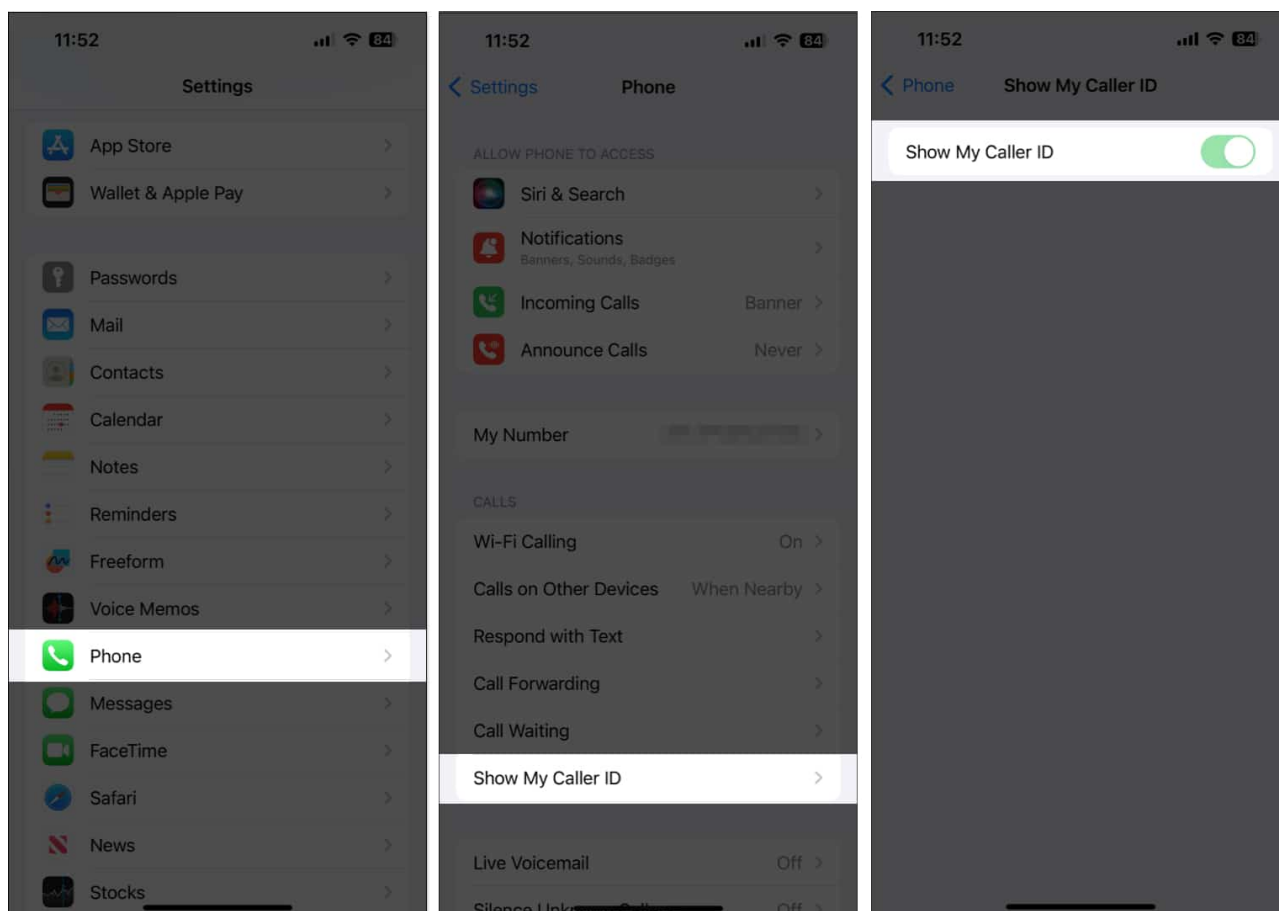 11:52
84
Settings
App Store
Wallet & Apple Pay
Passwords
Mail
Contacts
Calendar
Notes
Reminders
Freeform
Voice Memos
Phone
Messages
FaceTime
Safari
News
Stocks
11:52
84
Settings
Phone
ALLOW PHONE TO ACCESS
Siri & Search
Notifications
Banners, Sounds, Badges
Incoming Calls Banner
Announce Calls Never
My Number
CALLS
Wi-Fi Calling On
Calls on Other Devices When Nearby
Respond with Text
Call Forwarding
Call Waiting
Show My Caller ID
Live Voicemail Off
Silence Off
11:52
84
Phone
Show My Caller ID
Show My Caller ID